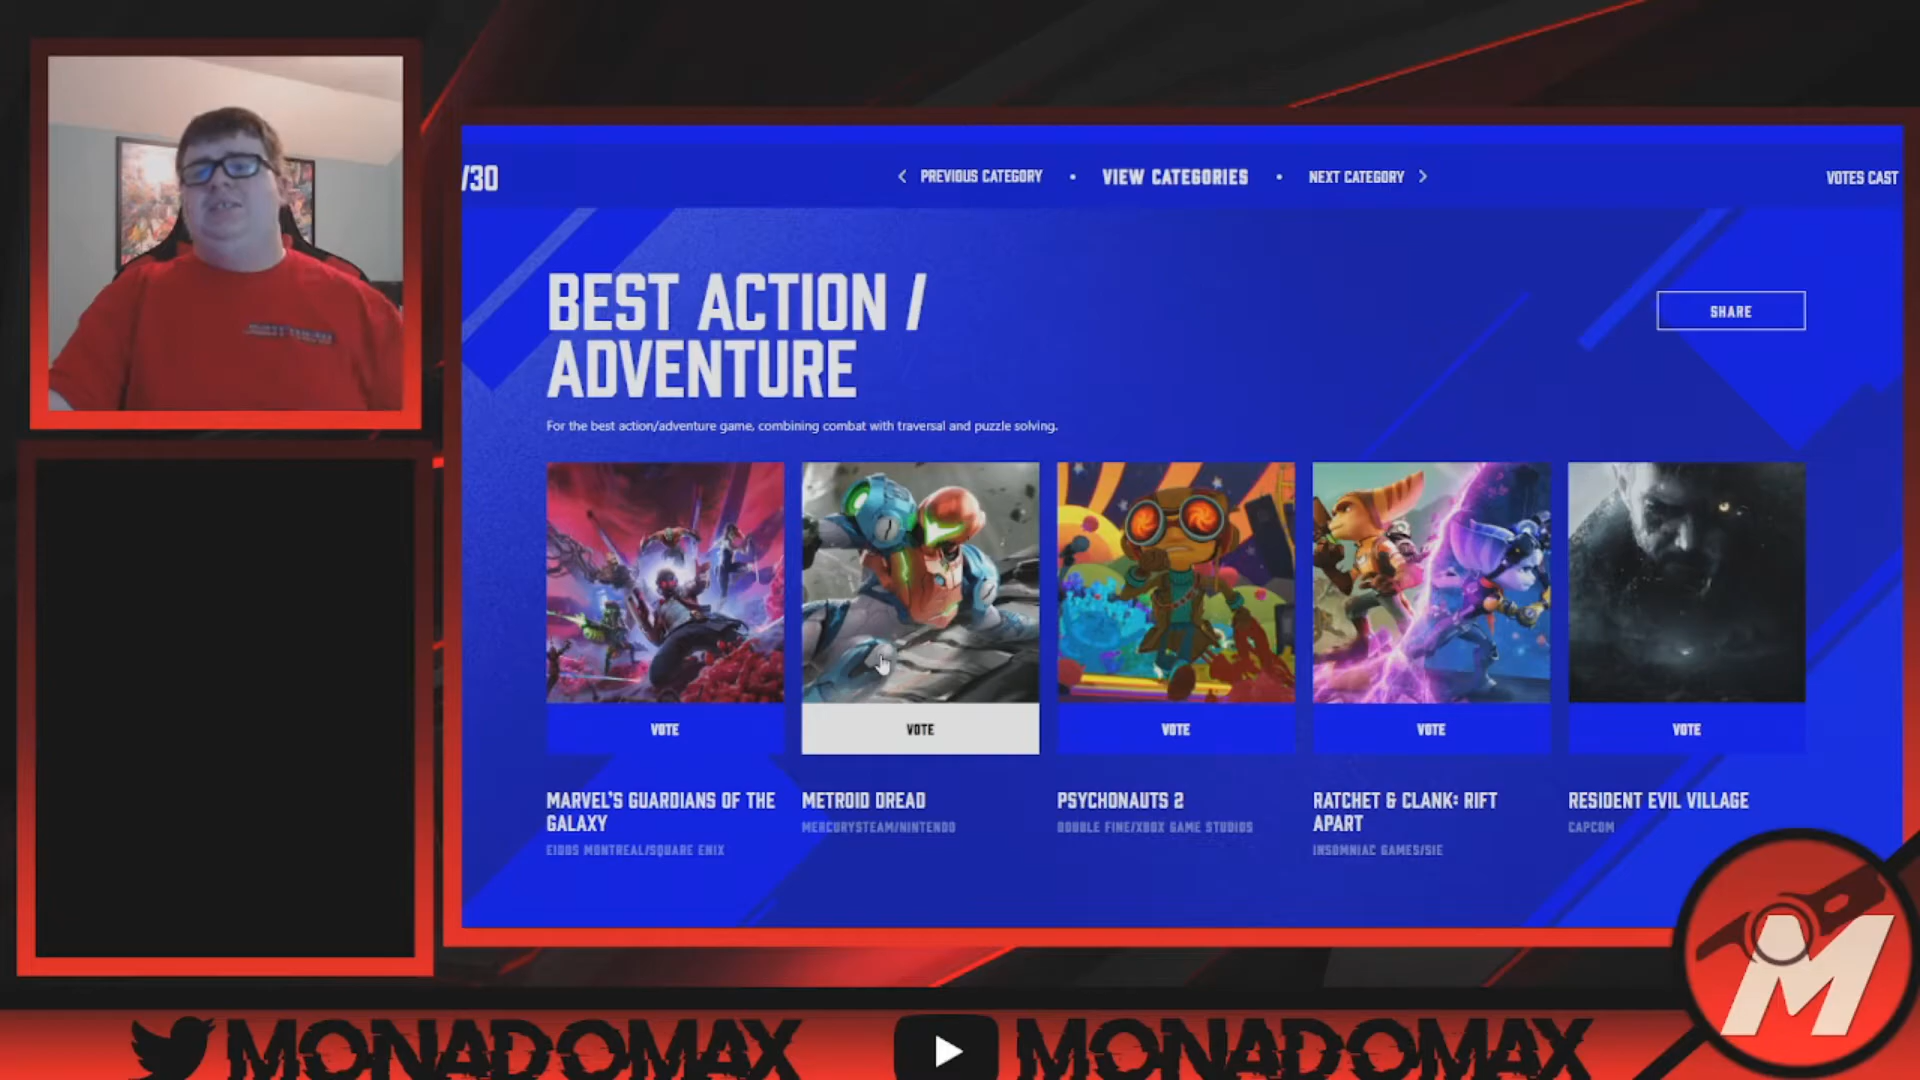 /30
PREVIOUS CATEGORY • VIEW CATEGORIES • NEXT CATEGORY
VOTES CAST
BEST ACTION /
ADVENTURE
SHARE
For the best action/adventure game, combining combat with traversal and puzzle solving.
VOTE
VOTE
VOTE
VOTE
VOTE
MARVEL'S GUARDIANS OF THE
GALAXY
EIDOS MONTREAL/SQUARE ENIX
METROID DREAD
MERCURYSTEAM/NINTENDO
PSYCHONAUTS 2
DOUBLE FINE/XBOX GAME STUDIOS
RATCHET & CLANK: RIFT
APART
INSOMNIAC GAMES/SIE
RESIDENT EVIL VILLAGE
CAPCOM
M
MONADOMAX
MONADOMAX